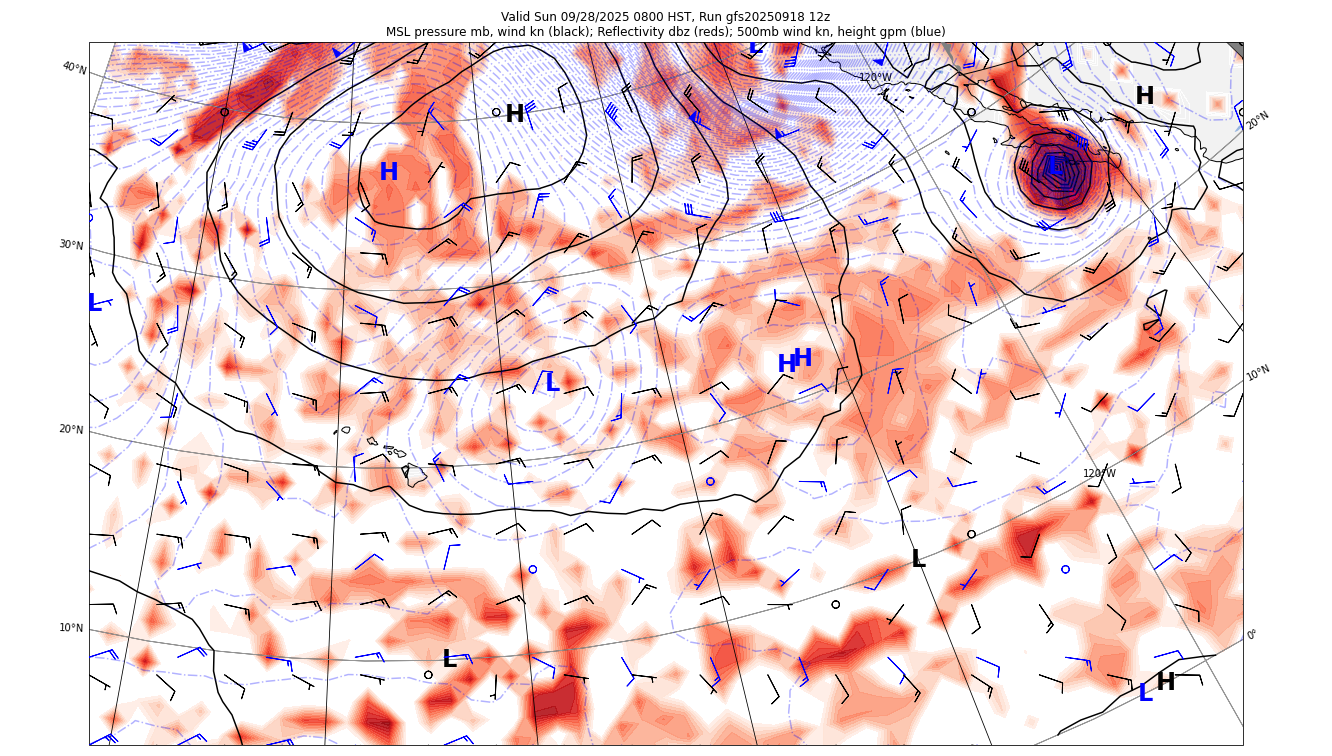 Valid Sun 09/28/2025 0800 HST, Run gfs20250918 12z
MSL pressure mb, wind kn (black); Reflectivity dbz (reds); 500mb wind kn, height gpm (blue)
L
40°N
120°W
H
H
20°N
H
L
30°N
L
H H
L
10°N
20°N
120°W
L
10°N
0°
L
H
L